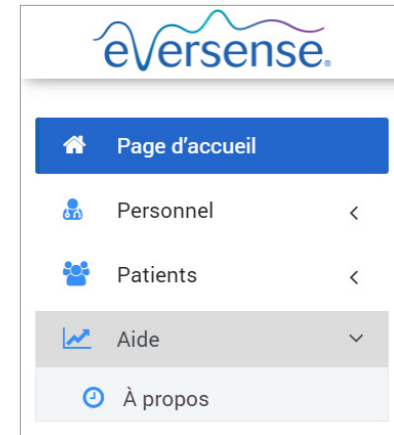 eversense®
Page d'accueil
Personnel
Patients
Aide
À propos